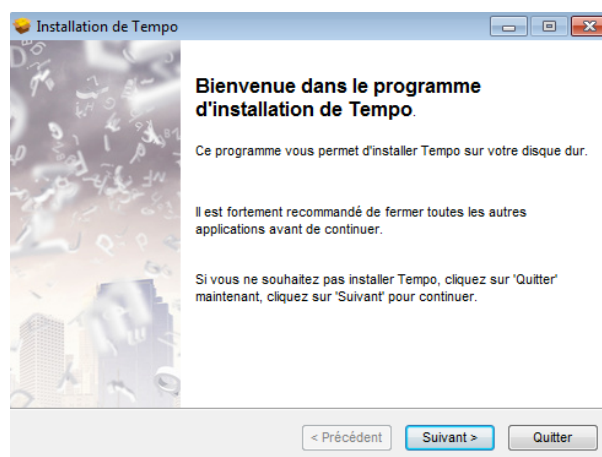 Installation de Tempo
Bienvenue dans le programme
d'installation de Tempo.
Ce programme vous permet d'installer Tempo sur votre disque dur.
Il est fortement recommandé de fermer toutes les autres
applications avant de continuer.
Si vous ne souhaitez pas installer Tempo, cliquez sur 'Quitter'
maintenant, cliquez sur 'Suivant' pour continuer.
< Précédent Suivant > Quitter